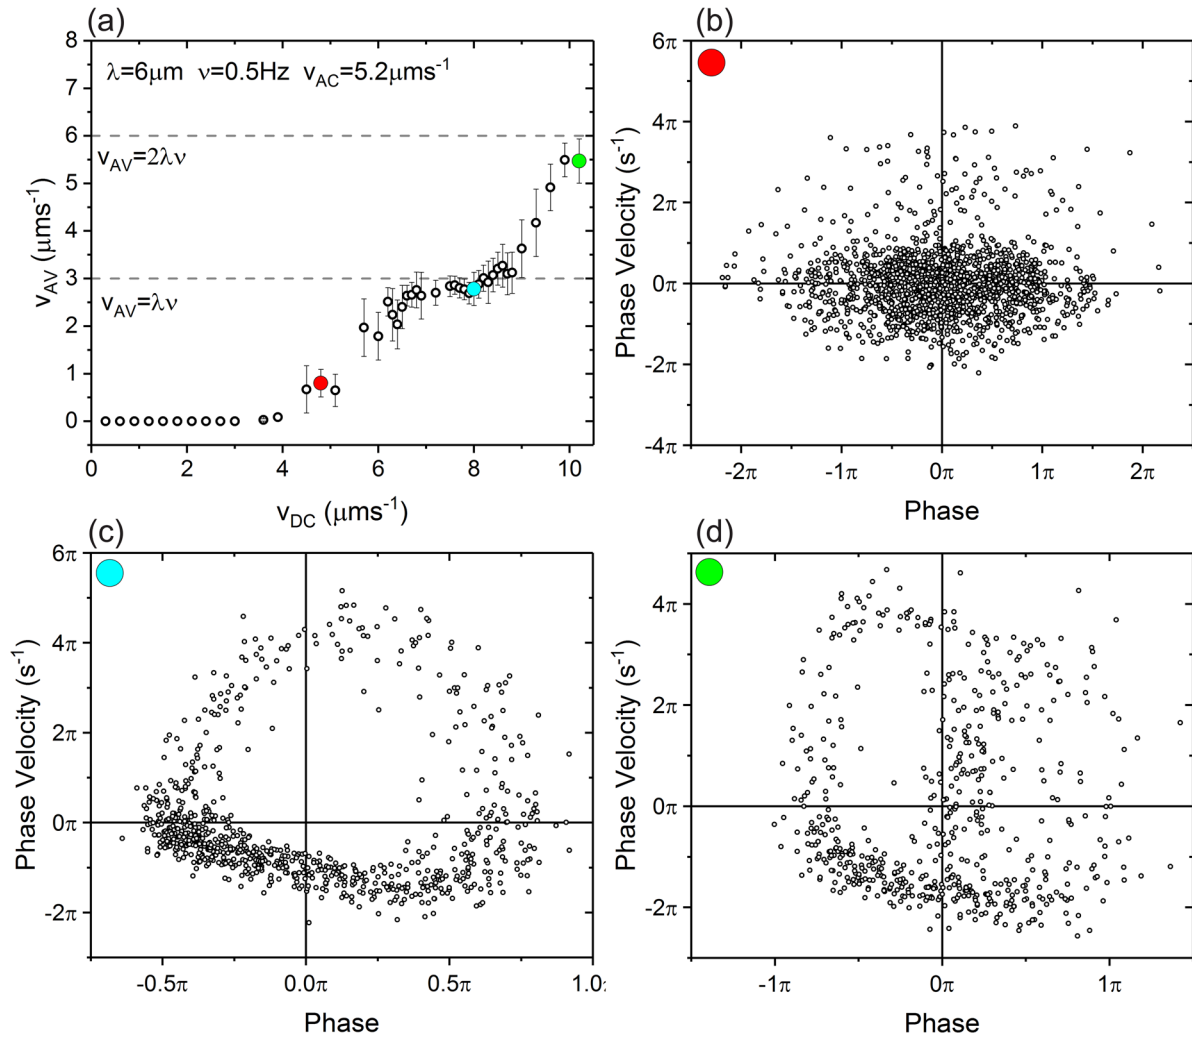 (a)
8
7
6
5
4
3
2
1
0
v_AV (μms⁻¹)
λ=6μm ν=0.5Hz v_AC=5.2μms⁻¹
v_AV=2λν
v_AV=λν
0 2 4 6 8 10
v_DC (μms⁻¹)
(b)
6π
4π
2π
0π
-2π
-4π
Phase Velocity (s⁻¹)
-2π -1π 0π 1π 2π
Phase
(c)
6π
4π
2π
0π
-2π
Phase Velocity (s⁻¹)
-0.5π 0.0π 0.5π 1.0
Phase
(d)
4π
2π
0π
-2π
Phase Velocity (s⁻¹)
-1π 0π 1π
Phase